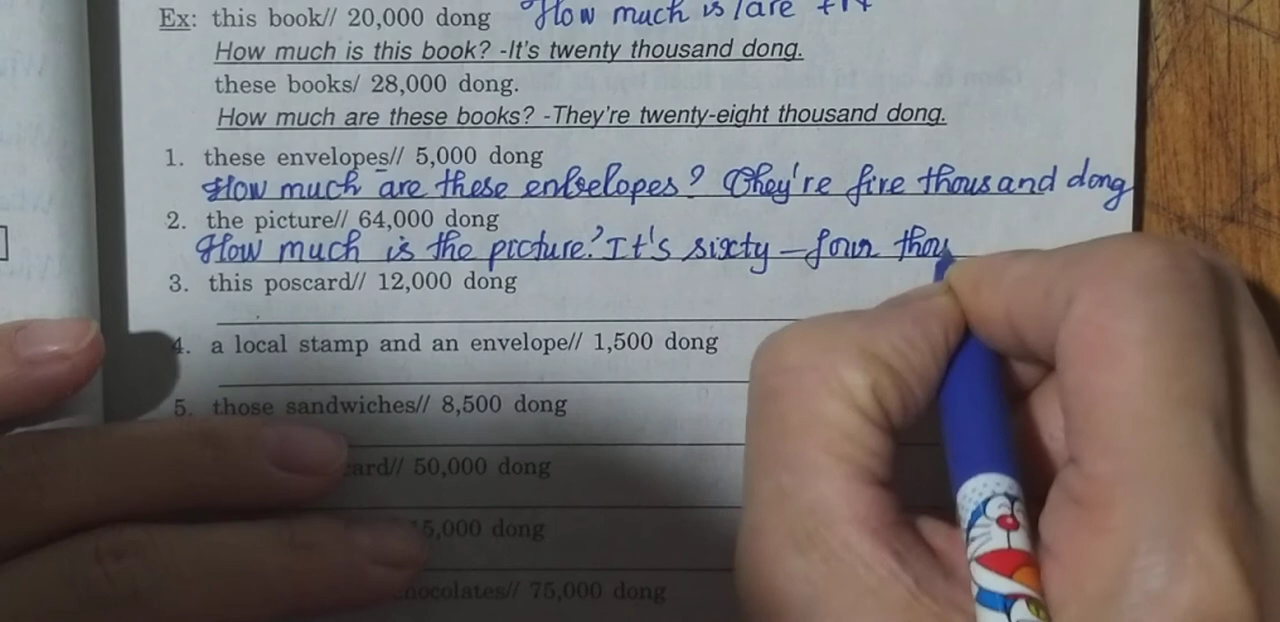 Ex: this book// 20,000 dong How much is/are
How much is this book? -It's twenty thousand dong.
these books/ 28,000 dong.
How much are these books? -They're twenty-eight thousand dong.
1. these envelopes// 5,000 dong
How much are these envelopes? They're five thousand dong
2. the picture// 64,000 dong
How much is the picture? It's sixty-four thou
3. this poscard// 12,000 dong
4. a local stamp and an envelope// 1,500 dong
5. those sandwiches// 8,500 dong
card// 50,000 dong
5,000 dong
hocolates// 75,000 dong